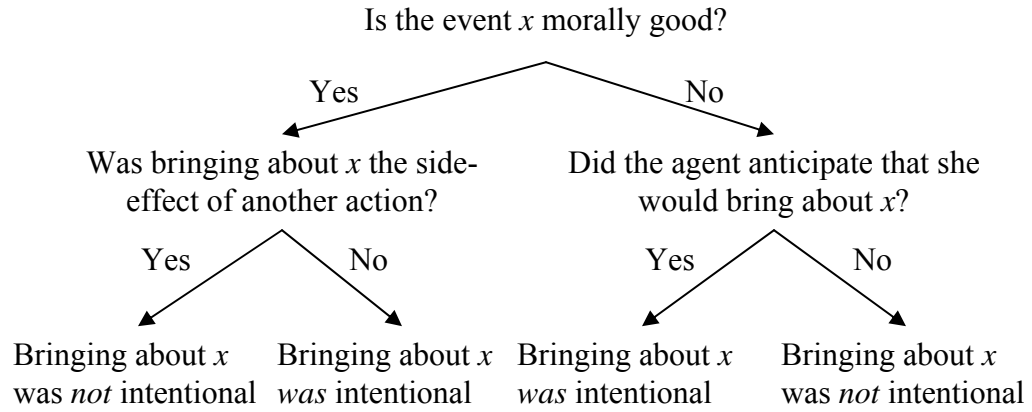 Is the event x morally good?
Yes
No
Was bringing about x the side-
effect of another action?
Did the agent anticipate that she
would bring about x?
Yes
No
Yes
No
Bringing about x
was not intentional
Bringing about x
was intentional
Bringing about x
was intentional
Bringing about x
was not intentional